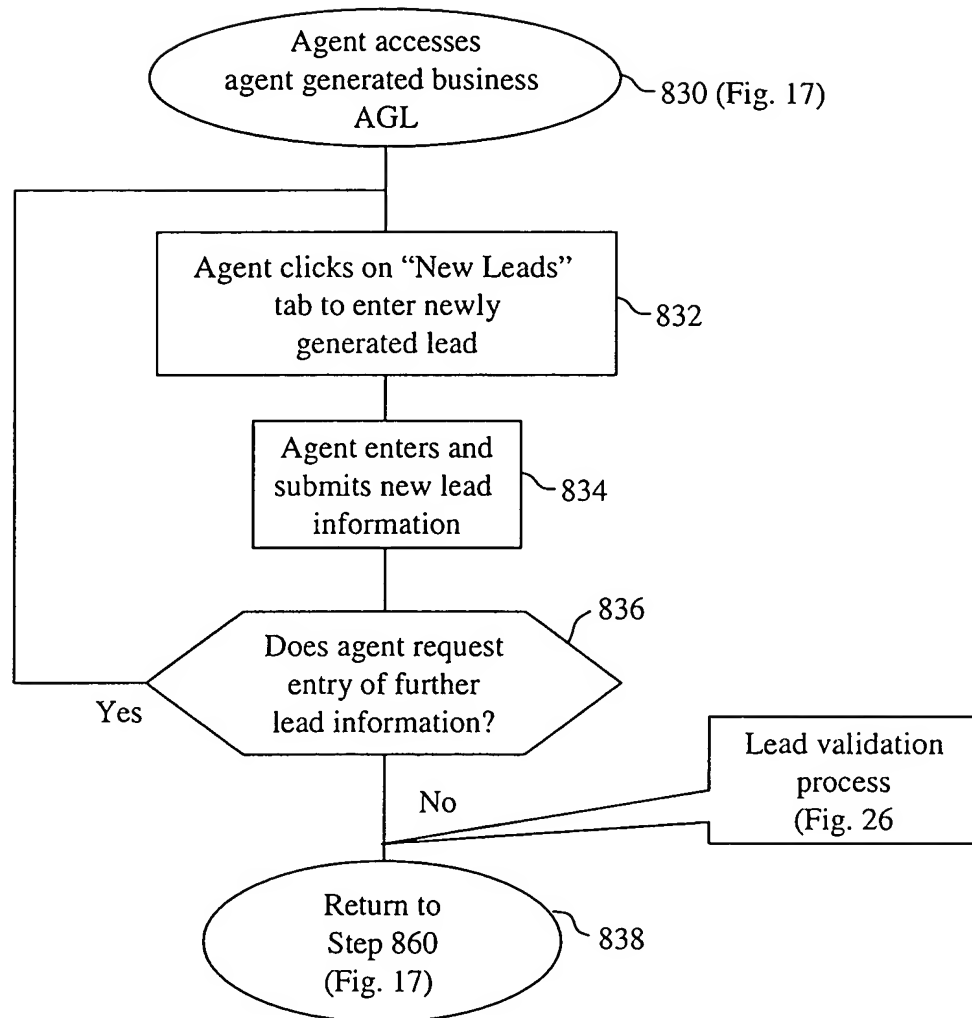 Agent accesses
agent generated business
AGL
830 (Fig. 17)
Agent clicks on “New Leads”
tab to enter newly
generated lead
832
Agent enters and
submits new lead
information
834
836
Does agent request
entry of further
lead information?
Yes
No
Lead validation
process
(Fig. 26
Return to
Step 860
(Fig. 17)
838